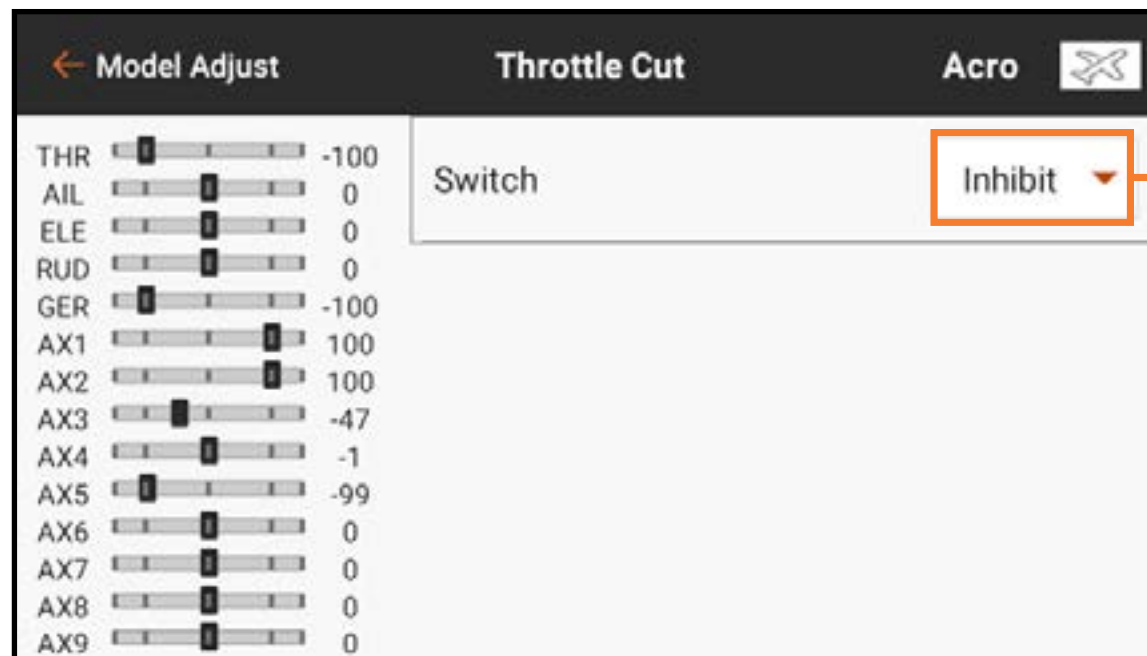 ← Model Adjust Throttle Cut Acro
THR -100
AIL 0
ELE 0
RUD 0
GER -100
AX1 100
AX2 100
AX3 -47
AX4 -1
AX5 -99
AX6 0
AX7 0
AX8 0
AX9 0
Switch Inhibit